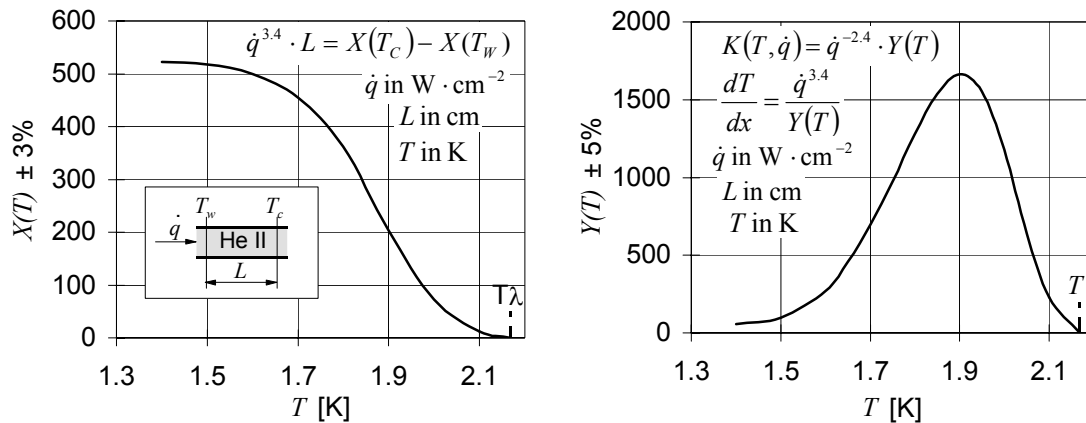 600
500
400
300
200
100
0
X(T) ± 3%
q̇^3.4 · L = X(T_C) − X(T_W)
q̇ in W · cm^−2
L in cm
T in K
T_w T_c
q̇
He II
L
Tλ
1.3 1.5 1.7 1.9 2.1
T [K]
2000
1500
1000
500
0
Y(T) ± 5%
K(T, q̇) = q̇^−2.4 · Y(T)
dT/dx = q̇^3.4/Y(T)
q̇ in W · cm^−2
L in cm
T in K
T
1.3 1.5 1.7 1.9 2.1
T [K]